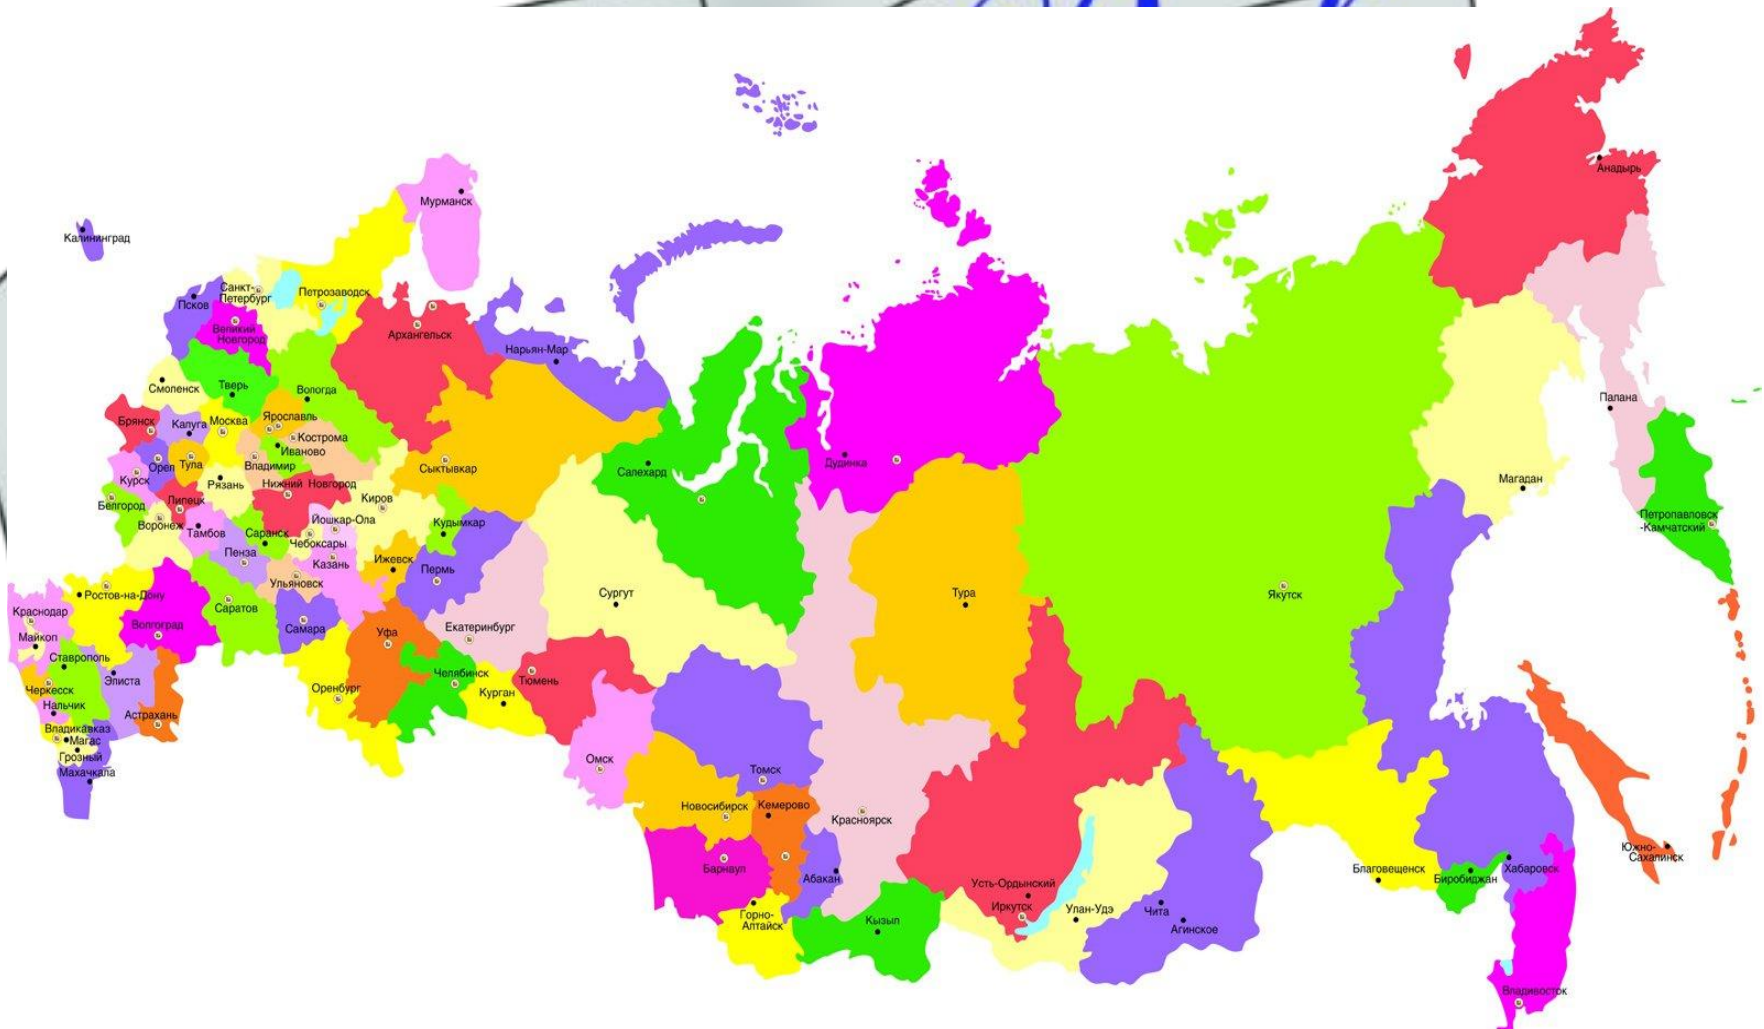 Анадырь
Мурманск
Калининград
Санкт-
Петербург
Петрозаводск
Псков
Великий
Новгород
Архангельск
Нарьян-Мар
Смоленск
Тверь
Вологда
Палана
Брянск
Калуга
Москва
Ярославль
Кострома
Иваново
Орел
Тула
Владимир
Сыктывкар
Салехард
Дудинка
Курск
Рязань
Нижний Новгород
Магадан
Белгород
Липецк
Киров
Воронеж
Тамбов
Саранск
Йошкар-Ола
Кудымкар
Петропавловск
-Камчатский
Чебоксары
Пенза
Казань
Ижевск
Пермь
Ульяновск
Ростов-на-Дону
Саратов
Сургут
Тура
Якутск
Краснодар
Майкоп
Волгоград
Самара
Уфа
Екатеринбург
Ставрополь
Элиста
Челябинск
Тюмень
Черкесск
Оренбург
Курган
Нальчик
Астрахань
Владикавказ
Магас
Грозный
Махачкала
Омск
Томск
Новосибирск
Кемерово
Красноярск
Барнаул
Абакан
Южно-
Сахалинск
Благовещенск
Биробиджан
Хабаровск
Усть-Ордынский
Иркутск
Улан-Удэ
Чита
Агинское
Горно-
Алтайск
Кызыл
Владивосток